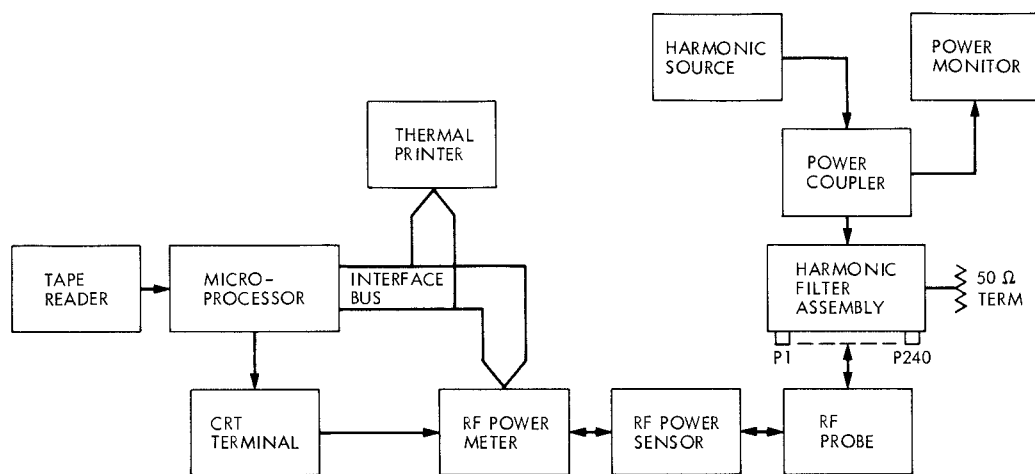 HARMONIC
SOURCE
POWER
MONITOR
THERMAL
PRINTER
POWER
COUPLER
TAPE
READER
MICRO-
PROCESSOR
INTERFACE
BUS
HARMONIC
FILTER
ASSEMBLY
50 Ω
TERM
P1
P240
CRT
TERMINAL
RF POWER
METER
RF POWER
SENSOR
RF
PROBE